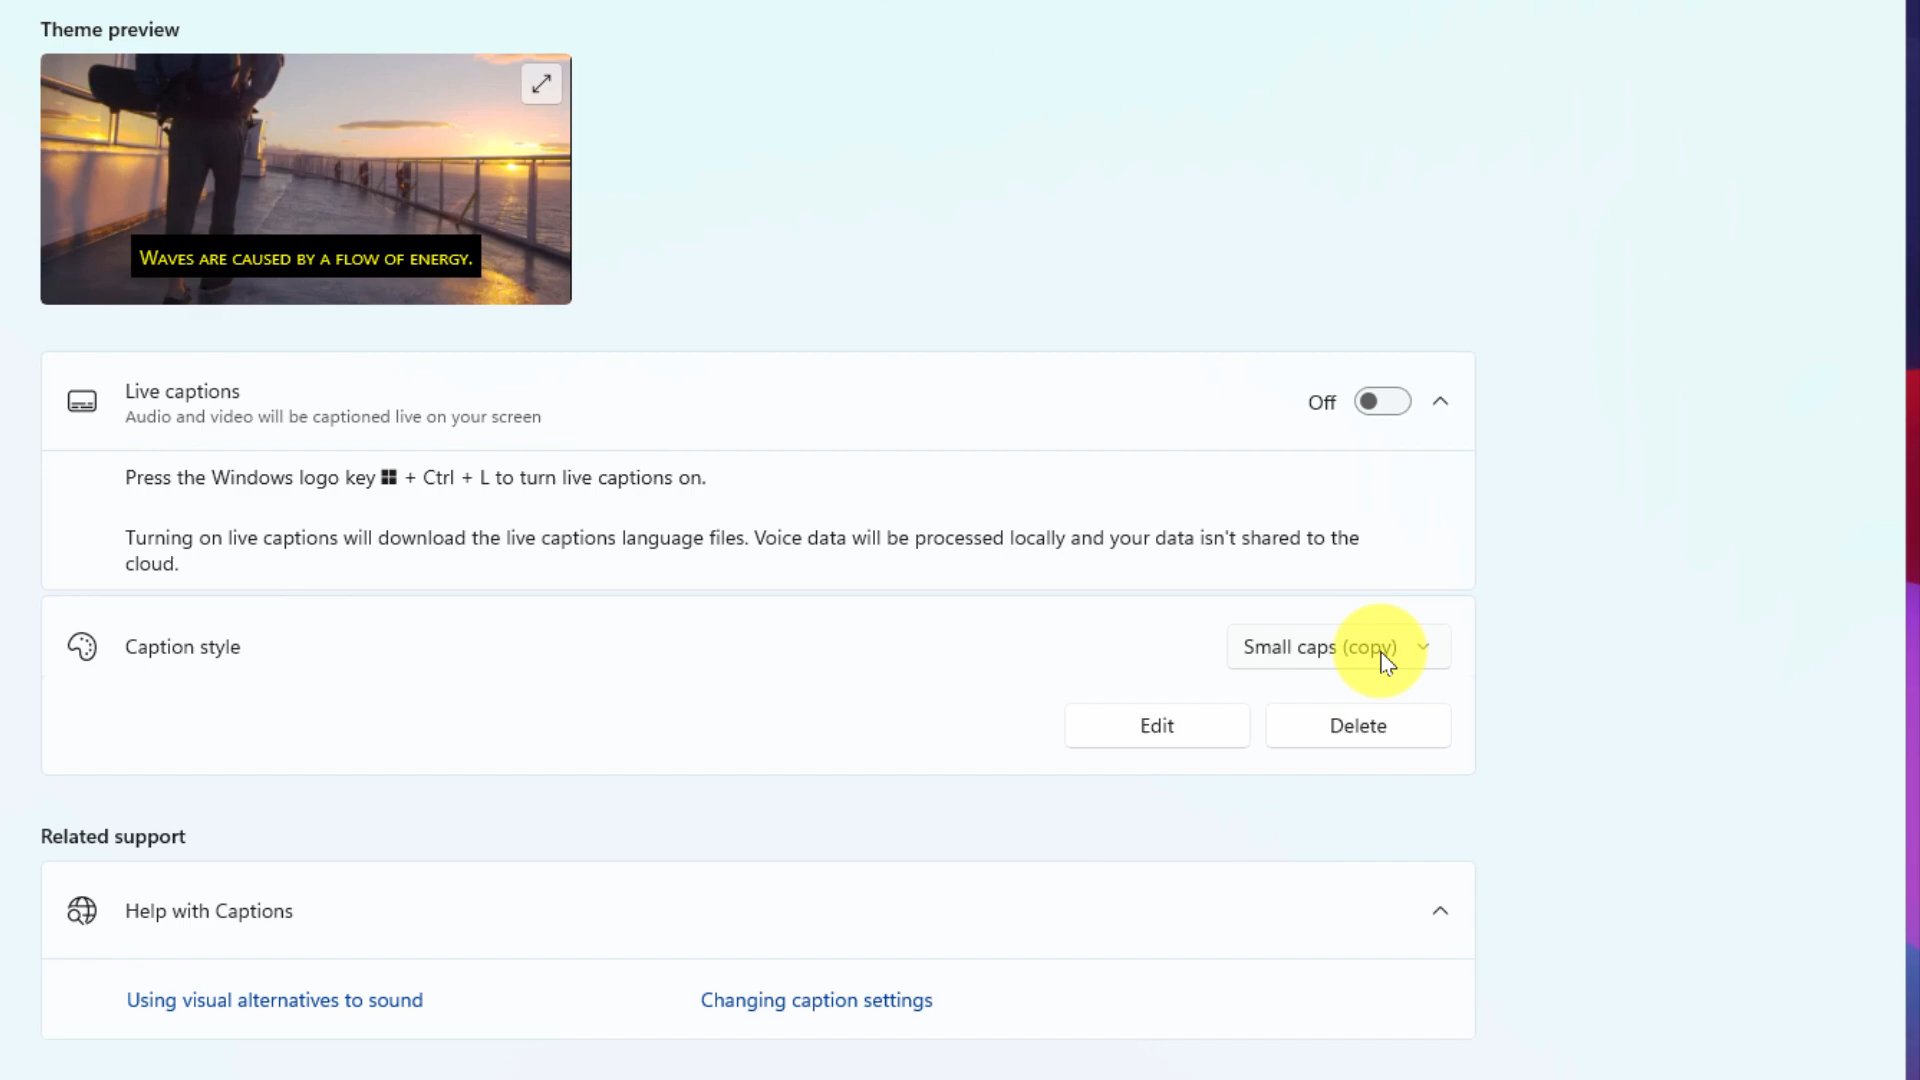 Theme preview
Waves are caused by a flow of energy.
Live captions
Audio and video will be captioned live on your screen
Off
Press the Windows logo key + Ctrl + L to turn live captions on.
Turning on live captions will download the live captions language files. Voice data will be processed locally and your data isn't shared to the
cloud.
Caption style
Small caps (copy)
Edit
Delete
Related support
Help with Captions
Using visual alternatives to sound
Changing caption settings